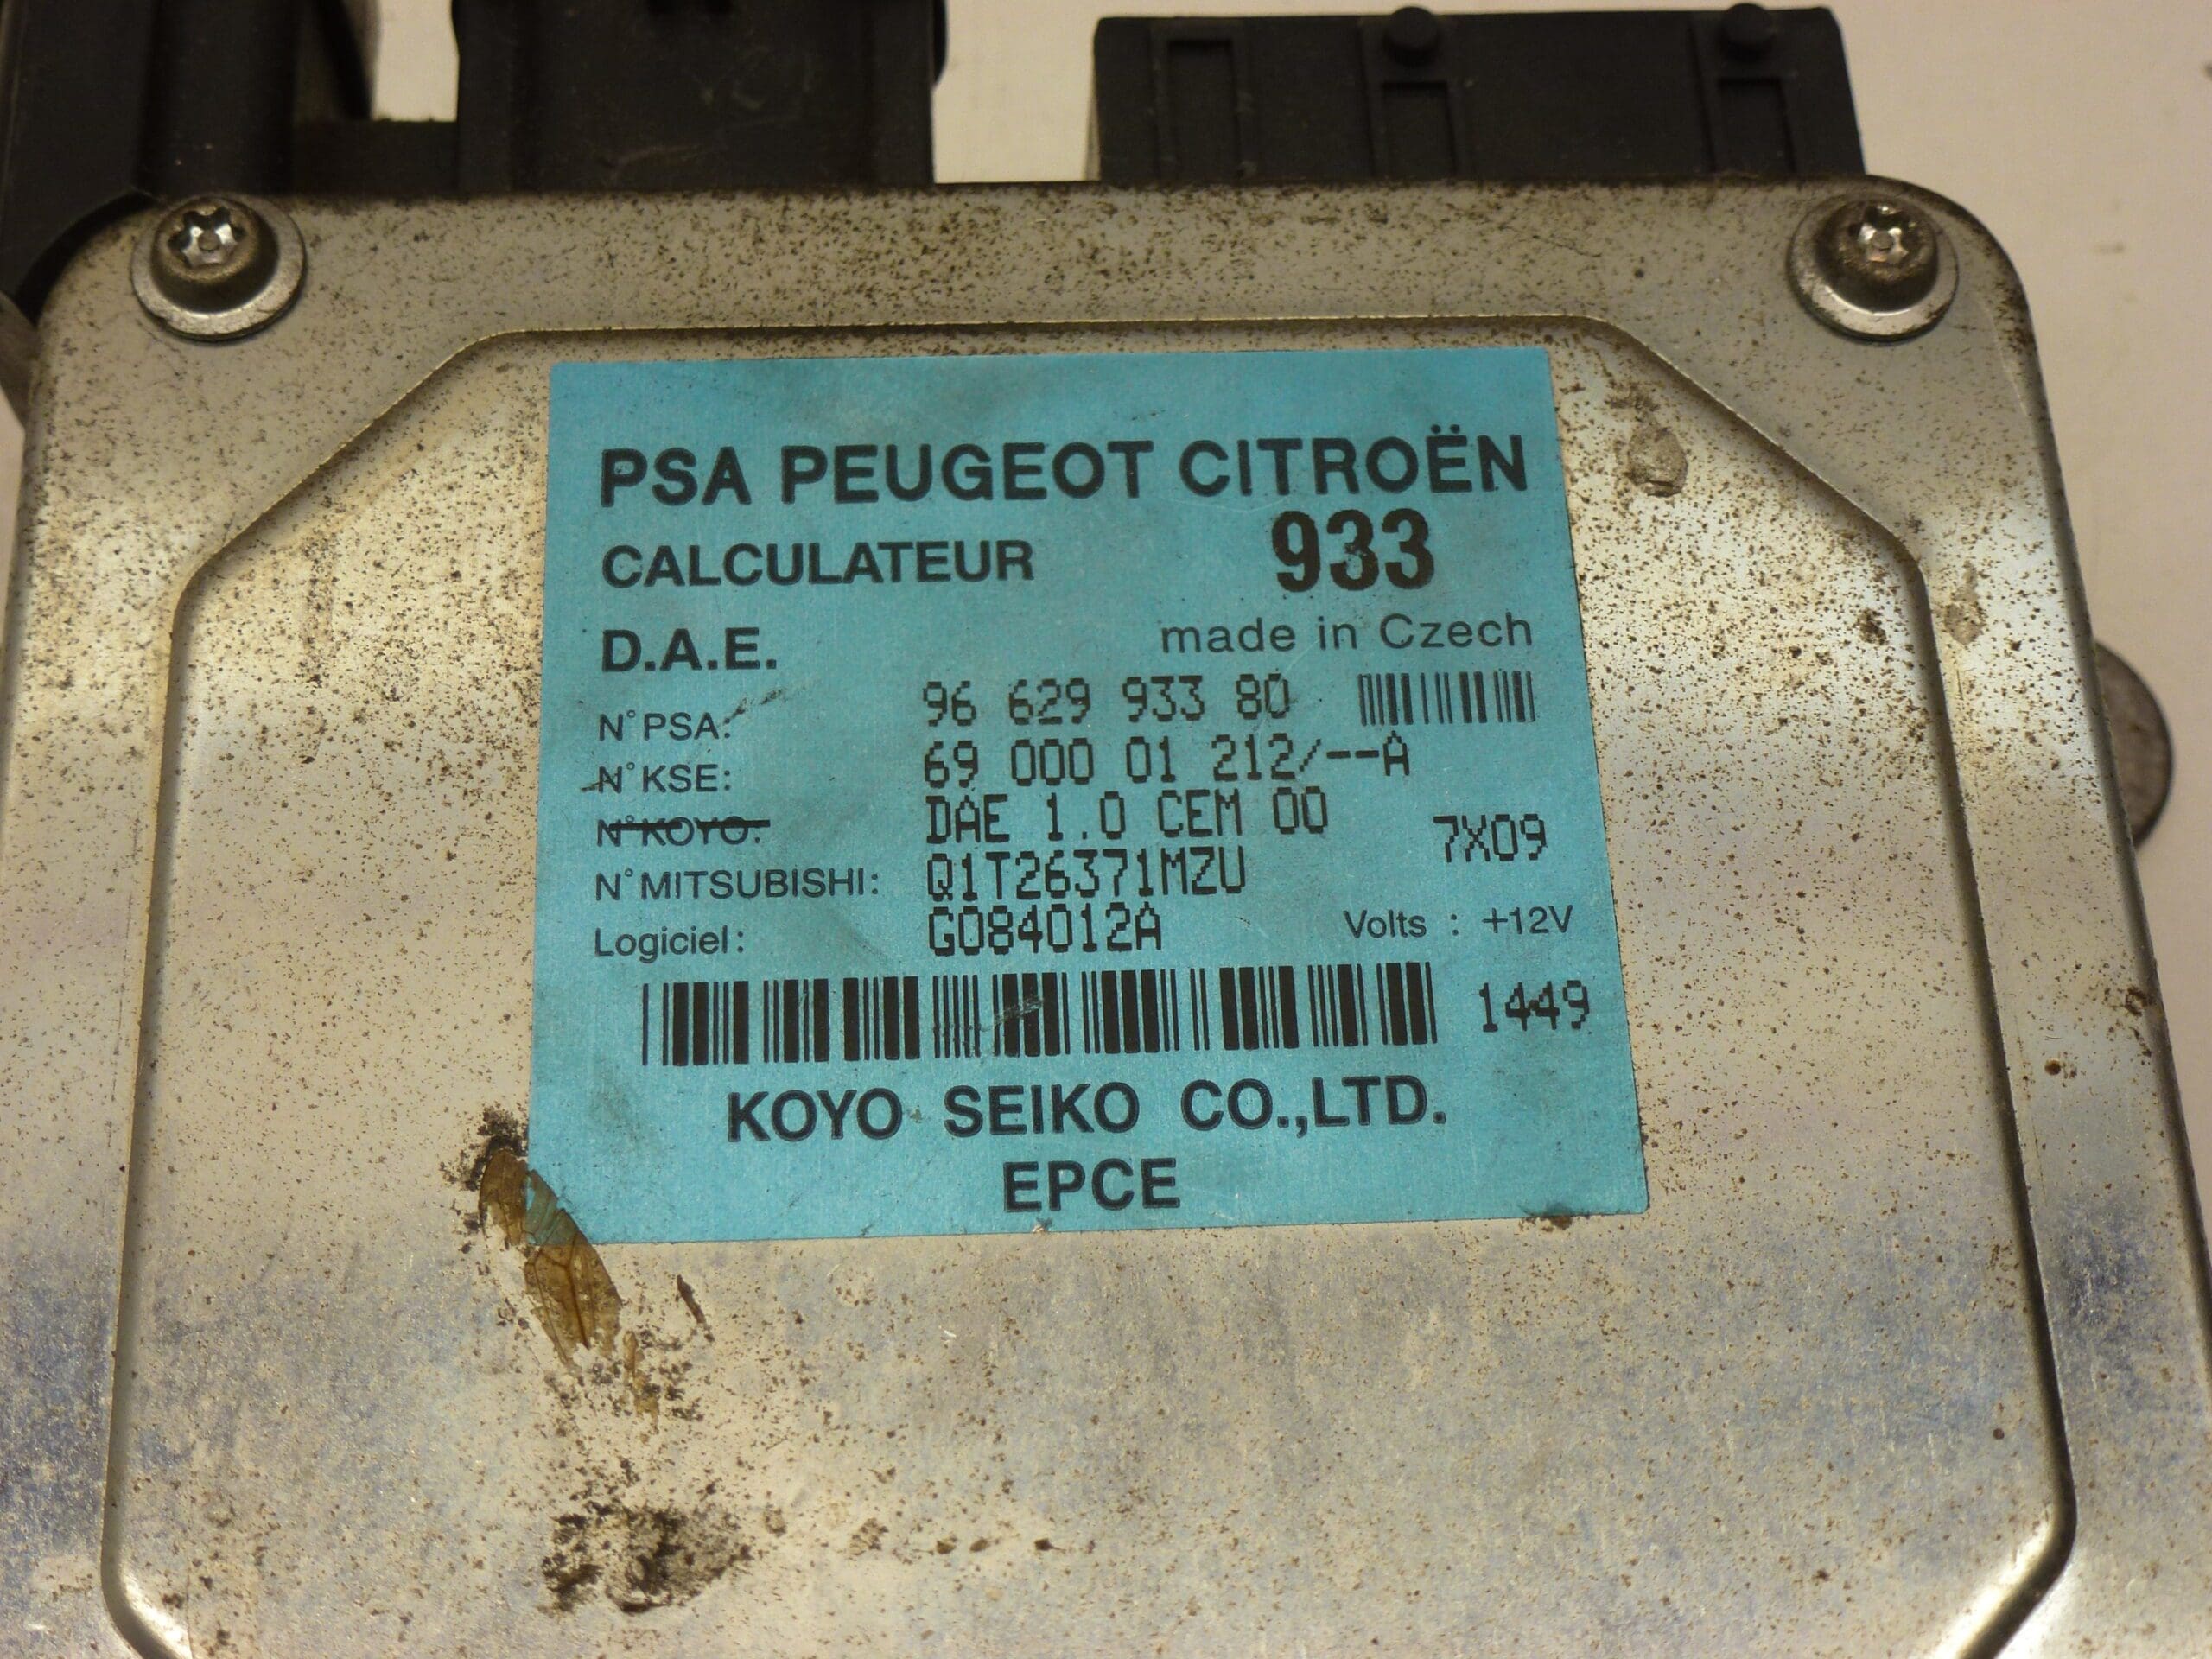 PSA PEUGEOT CITROËN
CALCULATEUR 933
D.A.E. made in Czech
N°PSA: 96 629 933 80
N°KSE: 69 000 01 212/--A
N°KOYO: DAE 1.0 CEM 00 7X09
N°MITSUBISHI: Q1T26371MZU
Logiciel: G084012A Volts : +12V
1449
KOYO SEIKO CO.,LTD.
EPCE